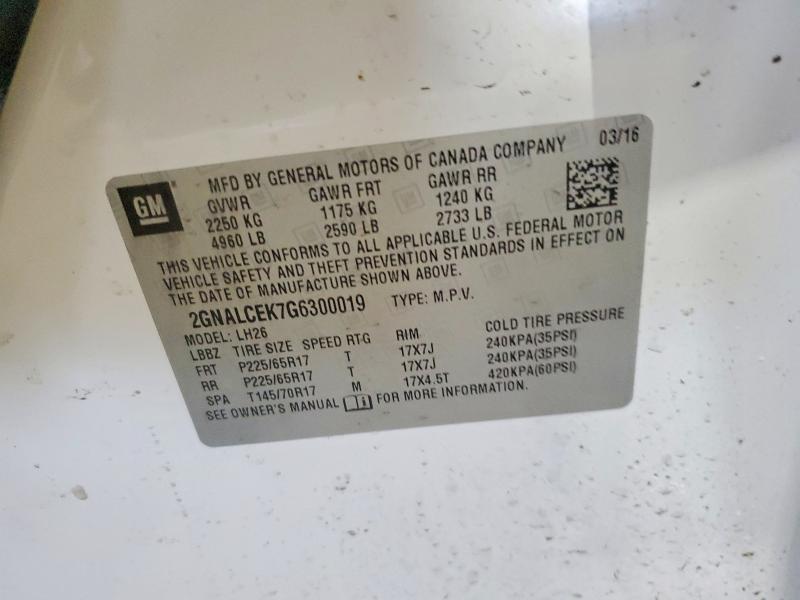 GM
MFD BY GENERAL MOTORS OF CANADA COMPANY 03/16
GVWR GAWR FRT GAWR RR
2250 KG 1175 KG 1240 KG
4960 LB 2590 LB 2733 LB
THIS VEHICLE CONFORMS TO ALL APPLICABLE U.S. FEDERAL MOTOR
VEHICLE SAFETY AND THEFT PREVENTION STANDARDS IN EFFECT ON
THE DATE OF MANUFACTURE SHOWN ABOVE.
2GNALCEK7G6300019 TYPE: M.P.V.
MODEL: LH26
LBBZ TIRE SIZE SPEED RTG RIM COLD TIRE PRESSURE
FRT P225/65R17 T 17X7J 240KPA(35PSI)
RR P225/65R17 T 17X7J 240KPA(35PSI)
SPA T145/70R17 M 17X4.5T 420KPA(60PSI)
SEE OWNER'S MANUAL FOR MORE INFORMATION.